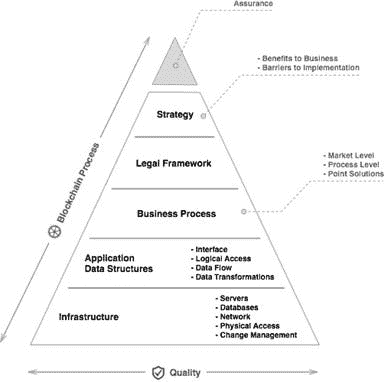 Assurance
- Benefits to Business
- Barriers to Implementation
Strategy
Legal Framework
- Market Level
- Process Level
- Point Solutions
Business Process
Application
Data Structures
- Interface
- Logical Access
- Data Flow
- Data Transformations
Infrastructure
- Servers
- Databases
- Network
- Physical Access
- Change Management
Blockchain Process
Quality